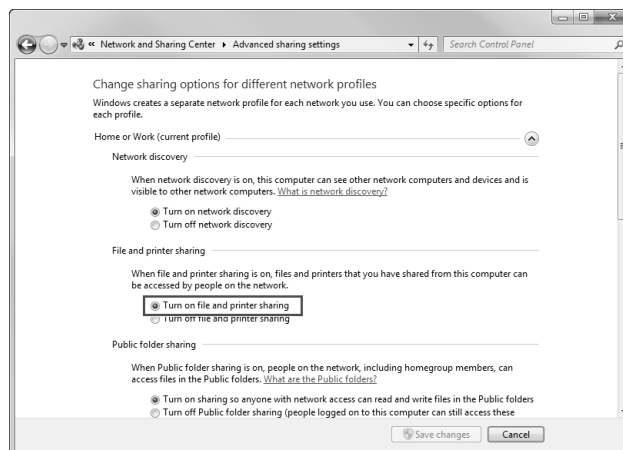 « Network and Sharing Center ▸ Advanced sharing settings
Search Control Panel
Change sharing options for different network profiles
Windows creates a separate network profile for each network you use. You can choose specific options for
each profile.
Home or Work (current profile)
Network discovery
When network discovery is on, this computer can see other network computers and devices and is
visible to other network computers. What is network discovery?
Turn on network discovery
Turn off network discovery
File and printer sharing
When file and printer sharing is on, files and printers that you have shared from this computer can
be accessed by people on the network.
Turn on file and printer sharing
Turn off file and printer sharing
Public folder sharing
When Public folder sharing is on, people on the network, including homegroup members, can
access files in the Public folders. What are the Public folders?
Turn on sharing so anyone with network access can read and write files in the Public folders
Turn off Public folder sharing (people logged on to this computer can still access these
Save changes
Cancel